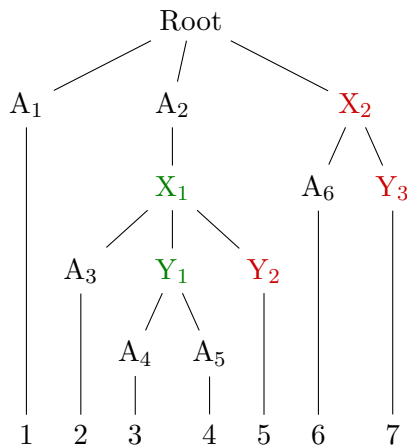 Root
A₁ A₂ X₂
X₁ A₆ Y₃
A₃ Y₁ Y₂
A₄ A₅
1 2 3 4 5 6 7